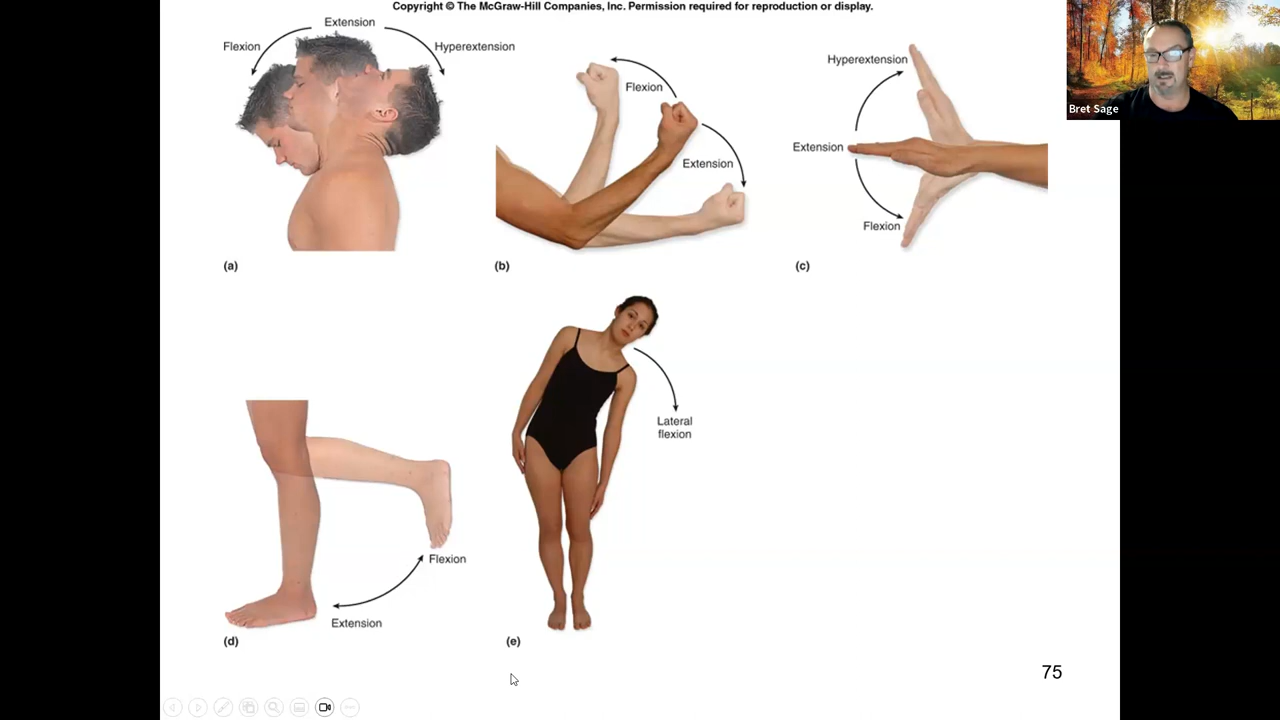 Copyright © The McGraw-Hill Companies, Inc. Permission required for reproduction or display.
Extension
Flexion
Hyperextension
(a)
Flexion
Extension
(b)
Hyperextension
Extension
Flexion
(c)
Flexion
Extension
(d)
Lateral
flexion
(e)
75
Bret Sage